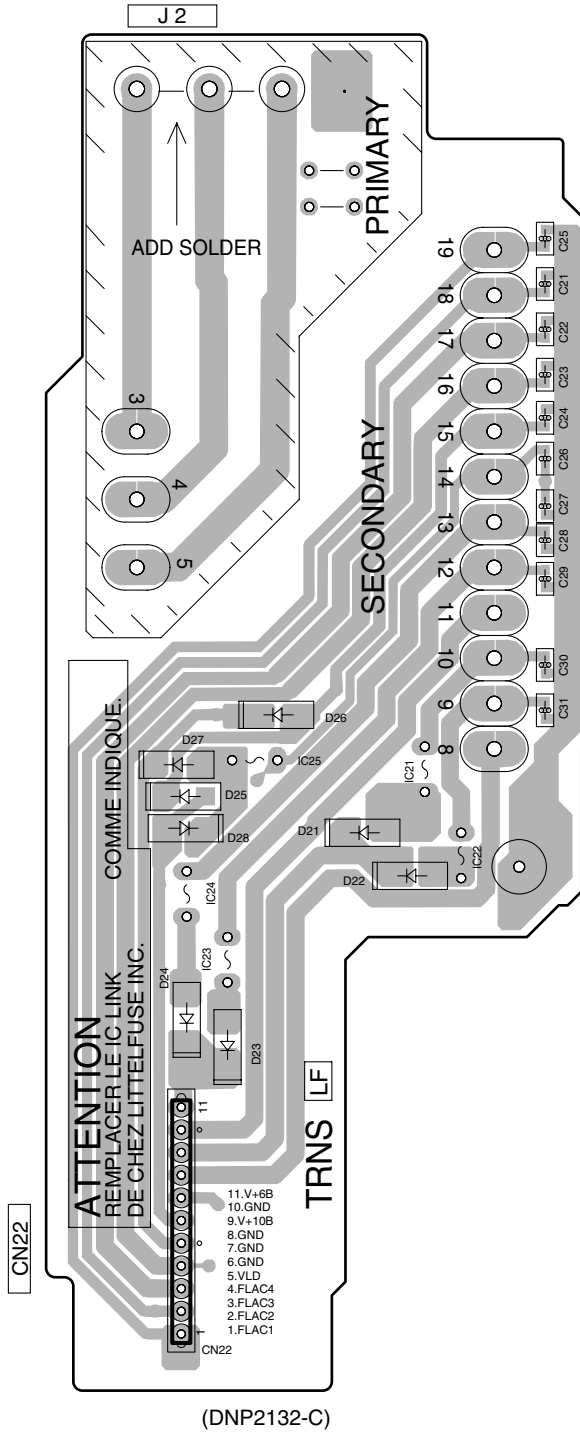 J 2
ADD SOLDER
PRIMARY
3
4
5
SECONDARY
19
18
17
16
15
14
13
12
11
10
9
8
C25
C21
C22
C23
C24
C26
C27
C28
C29
C30
C31
D26
D27
IC25
D25
D28
IC21
D21
IC22
D22
IC24
IC23
D24
D23
ATTENTION
COMME INDIQUE.
REMPLACER LE IC LINK
DE CHEZ LITTELFUSE INC.
TRNS LF
11
11.V+6B
10.GND
9.V+10B
8.GND
7.GND
6.GND
5.VLD
4.FLAC4
3.FLAC3
2.FLAC2
1.FLAC1
1
CN22
CN22
(DNP2132-C)